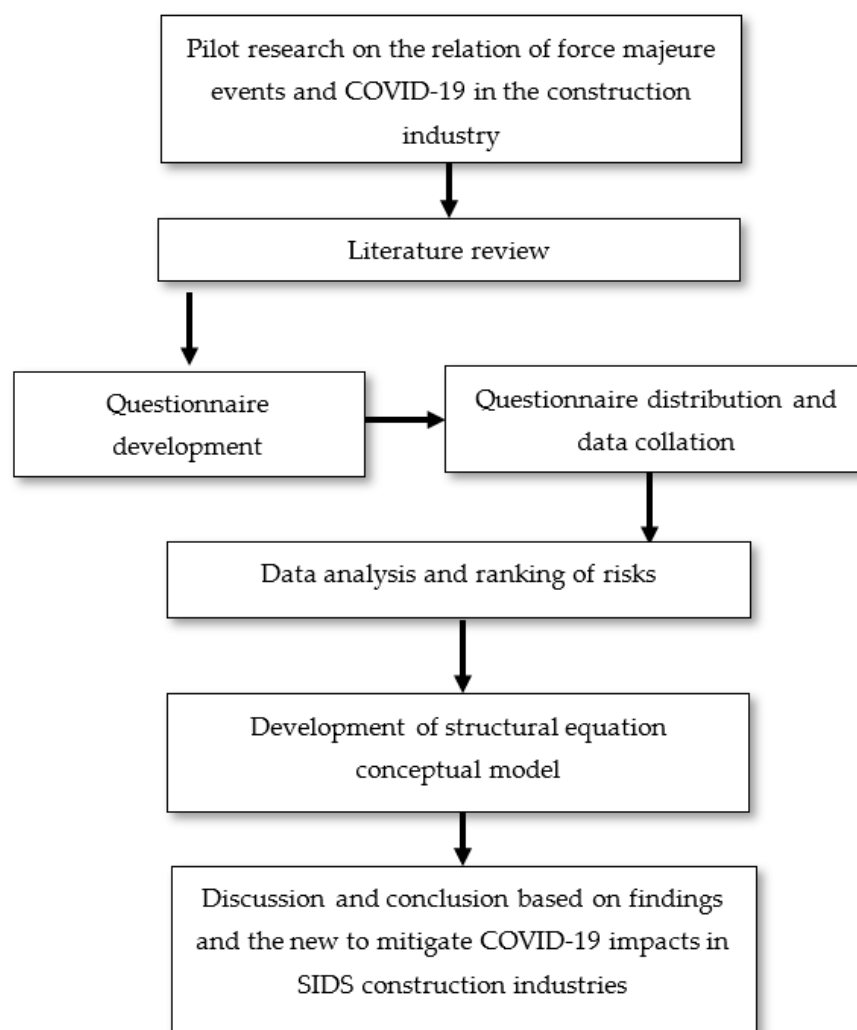 Pilot research on the relation of force majeure
events and COVID-19 in the construction
industry
Literature review
Questionnaire
development
Questionnaire distribution and
data collation
Data analysis and ranking of risks
Development of structural equation
conceptual model
Discussion and conclusion based on findings
and the new to mitigate COVID-19 impacts in
SIDS construction industries